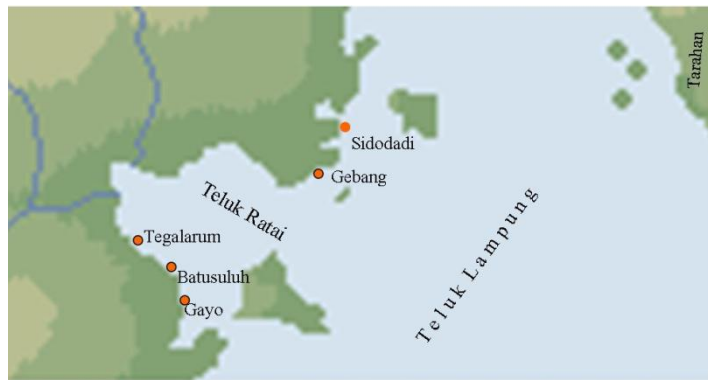 Tarahan
Sidodadi
Gebang
Teluk Ratai
Tegalarum
Teluk Lampung
Batusuluh
Gayo